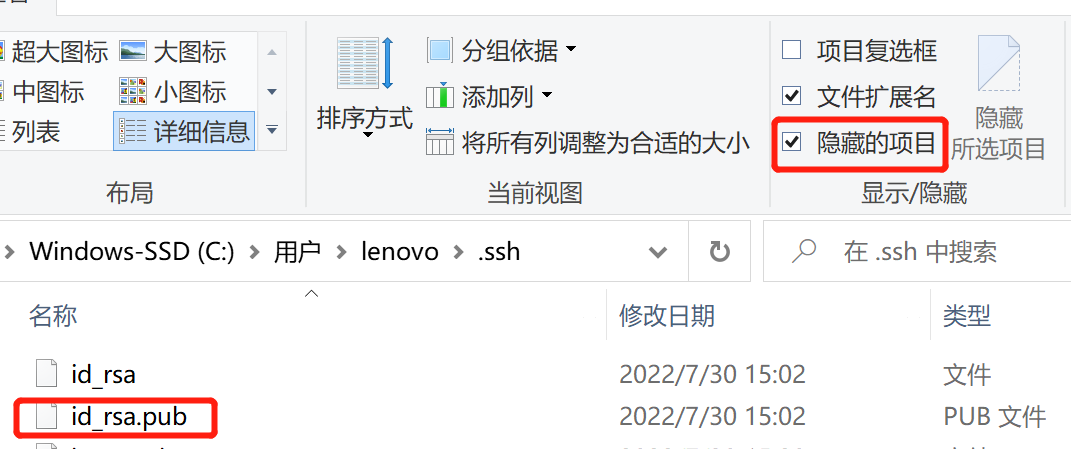 超大图标 大图标
中图标 小图标
列表 详细信息
布局
排序方式
分组依据
添加列
将所有列调整为合适的大小
当前视图
项目复选框
文件扩展名
隐藏的项目
隐藏
所选项目
显示/隐藏
Windows-SSD (C:) 用户 lenovo .ssh
在 .ssh 中搜索
名称 修改日期 类型
id_rsa 2022/7/30 15:02 文件
id_rsa.pub 2022/7/30 15:02 PUB 文件